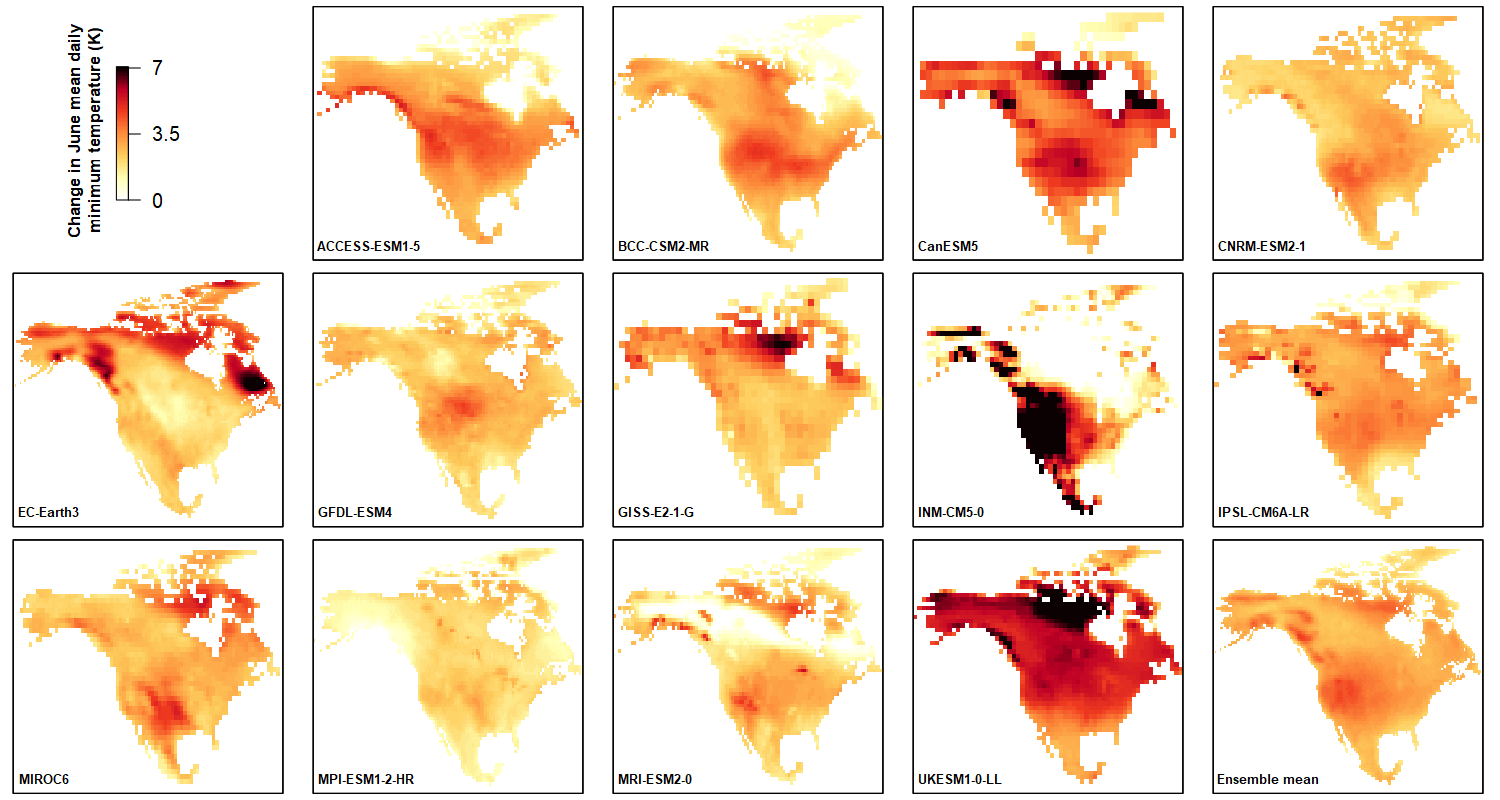 Change in June mean daily
minimum temperature (K)
7
3.5
0
ACCESS-ESM1-5
BCC-CSM2-MR
CanESM5
CNRM-ESM2-1
EC-Earth3
GFDL-ESM4
GISS-E2-1-G
INM-CM5-0
IPSL-CM6A-LR
MIROC6
MPI-ESM1-2-HR
MRI-ESM2-0
UKESM1-0-LL
Ensemble mean